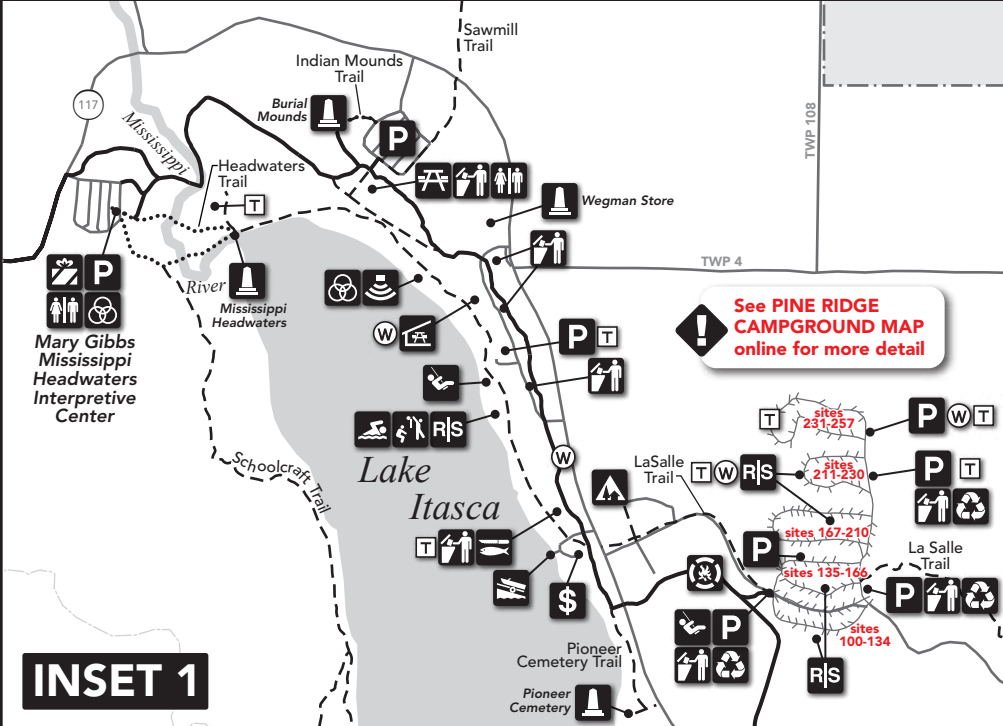 Sawmill
Trail
Indian Mounds
Trail
Burial
Mounds
P
117
Mississippi
TWP 108
Headwaters
Trail
T
Wegman Store
TWP 4
P
River
Mississippi
Headwaters
Mary Gibbs
Mississippi
Headwaters
Interpretive
Center
W
P
T
!
See PINE RIDGE
CAMPGROUND MAP
online for more detail
R|S
Lake
Itasca
T
$
W
Schoolcraft Trail
LaSalle
Trail
T
W
R|S
T
sites
231-257
P
W
T
sites
211-230
P
T
sites 167-210
P
sites 135-166
La Salle
Trail
P
sites
100-134
P
R|S
Pioneer
Cemetery Trail
Pioneer
Cemetery
INSET 1